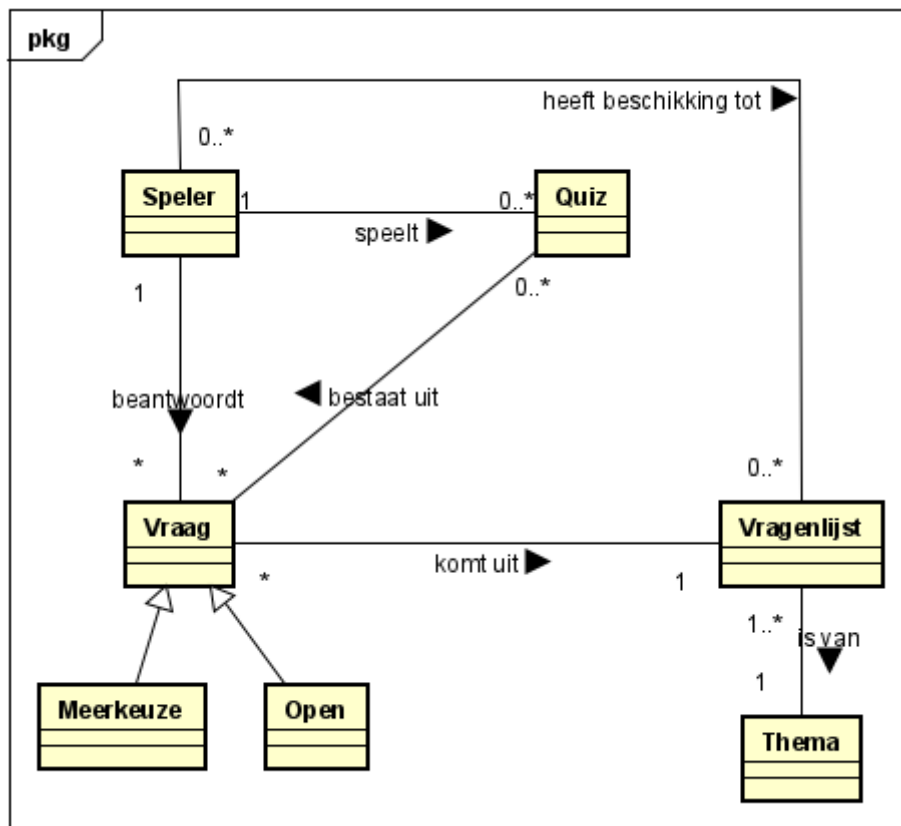 pkg
heeft beschikking tot
0..*
Speler
1
0..*
Quiz
speelt
1
0..*
beantwoordt
bestaat uit
*
*
0..*
Vraag
Vragenlijst
komt uit
*
1
1..*
is van
1
Meerkeuze
Open
Thema